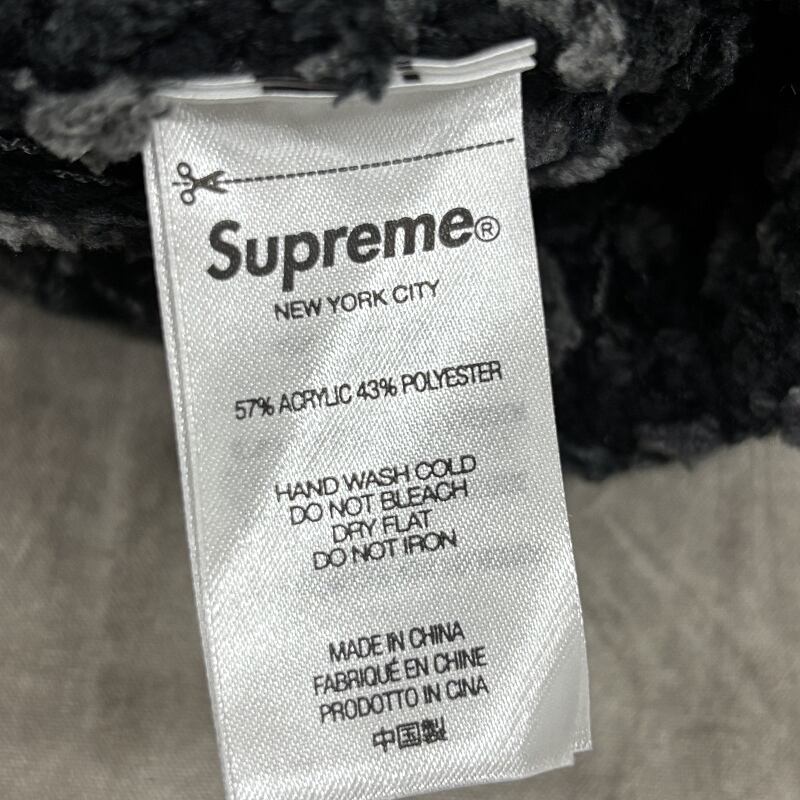 Supreme®
NEW YORK CITY
57% ACRYLIC 43% POLYESTER
HAND WASH COLD
DO NOT BLEACH
DRY FLAT
DO NOT IRON
MADE IN CHINA
FABRIQUÉ EN CHINE
PRODOTTO IN CINA
中国製